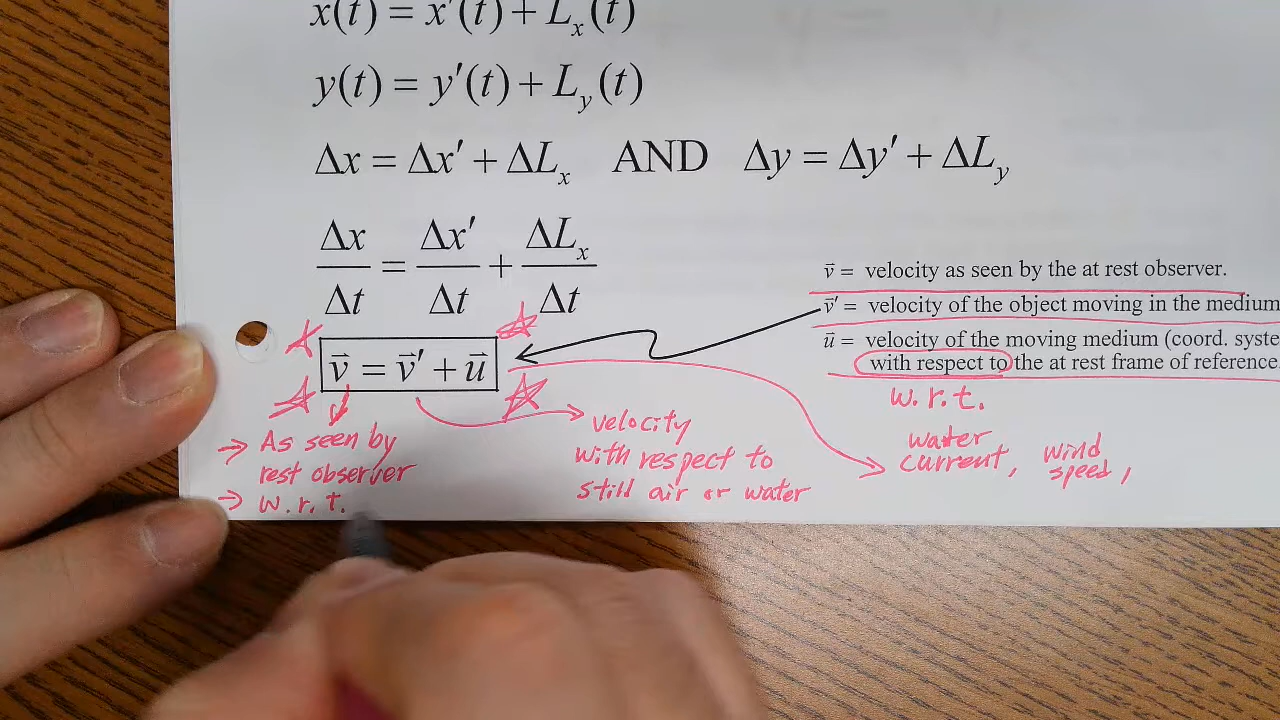 x(t) = x′(t) + Lₓ(t)
y(t) = y′(t) + L_y(t)
Δx = Δx′ + ΔLₓ AND Δy = Δy′ + ΔL_y
Δx/Δt = Δx′/Δt + ΔLₓ/Δt
v⃗ = velocity as seen by the at rest observer.
v⃗′ = velocity of the object moving in the medium
u⃗ = velocity of the moving medium (coord. syste
with respect to the at rest frame of reference.
v⃗ = v⃗′ + u⃗
w.r.t.
→ As seen by
rest observer
→ w.r.t.
velocity
with respect to
still air or water
water
current, wind
speed,